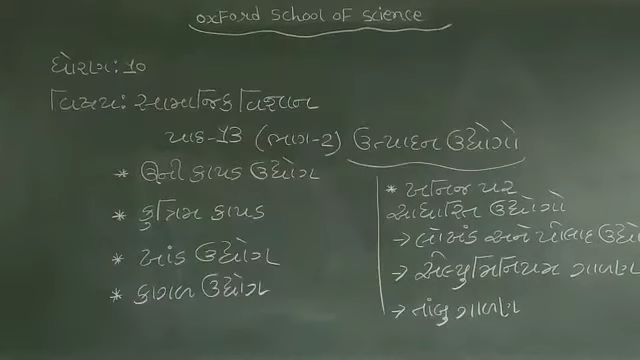 oxford School of science
ધોરણ: 10
વિષય: સામાજિક વિજ્ઞાન
પાઠ-13 (ભાગ-2) ઉત્પાદન ઉદ્યોગો
* ઉની કાપડ ઉદ્યોગ
* કૃત્રિમ કાપડ
* ખાંડ ઉદ્યોગ
* કાગળ ઉદ્યોગ
* ખનિજ પર
આધારિત ઉદ્યોગો
→ લોખંડ અને પોલાદ
→ એલ્યુમિનિયમ ગાળણ
→ તાંબુ ગાળણ